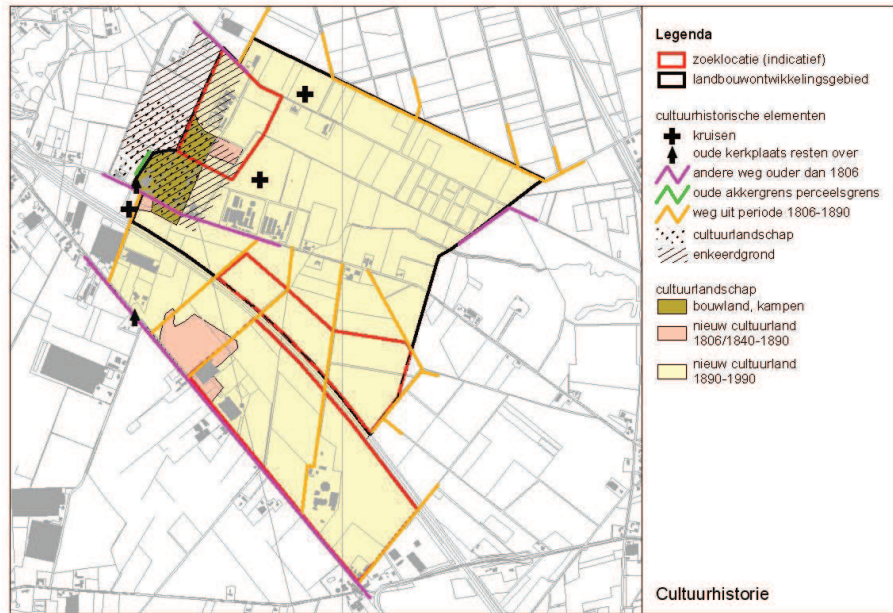 Legenda
zoeklocatie (indicatief)
landbouwontwikkelingsgebied
cultuurhistorische elementen
kruisen
oude kerkplaats resten over
andere weg ouder dan 1806
oude akkergrens perceelsgrens
weg uit periode 1806-1890
cultuurlandschap
enkeerdgrond
cultuurlandschap
bouwland, kampen
nieuw cultuurland
1806/1840-1890
nieuw cultuurland
1890-1990
Cultuurhistorie